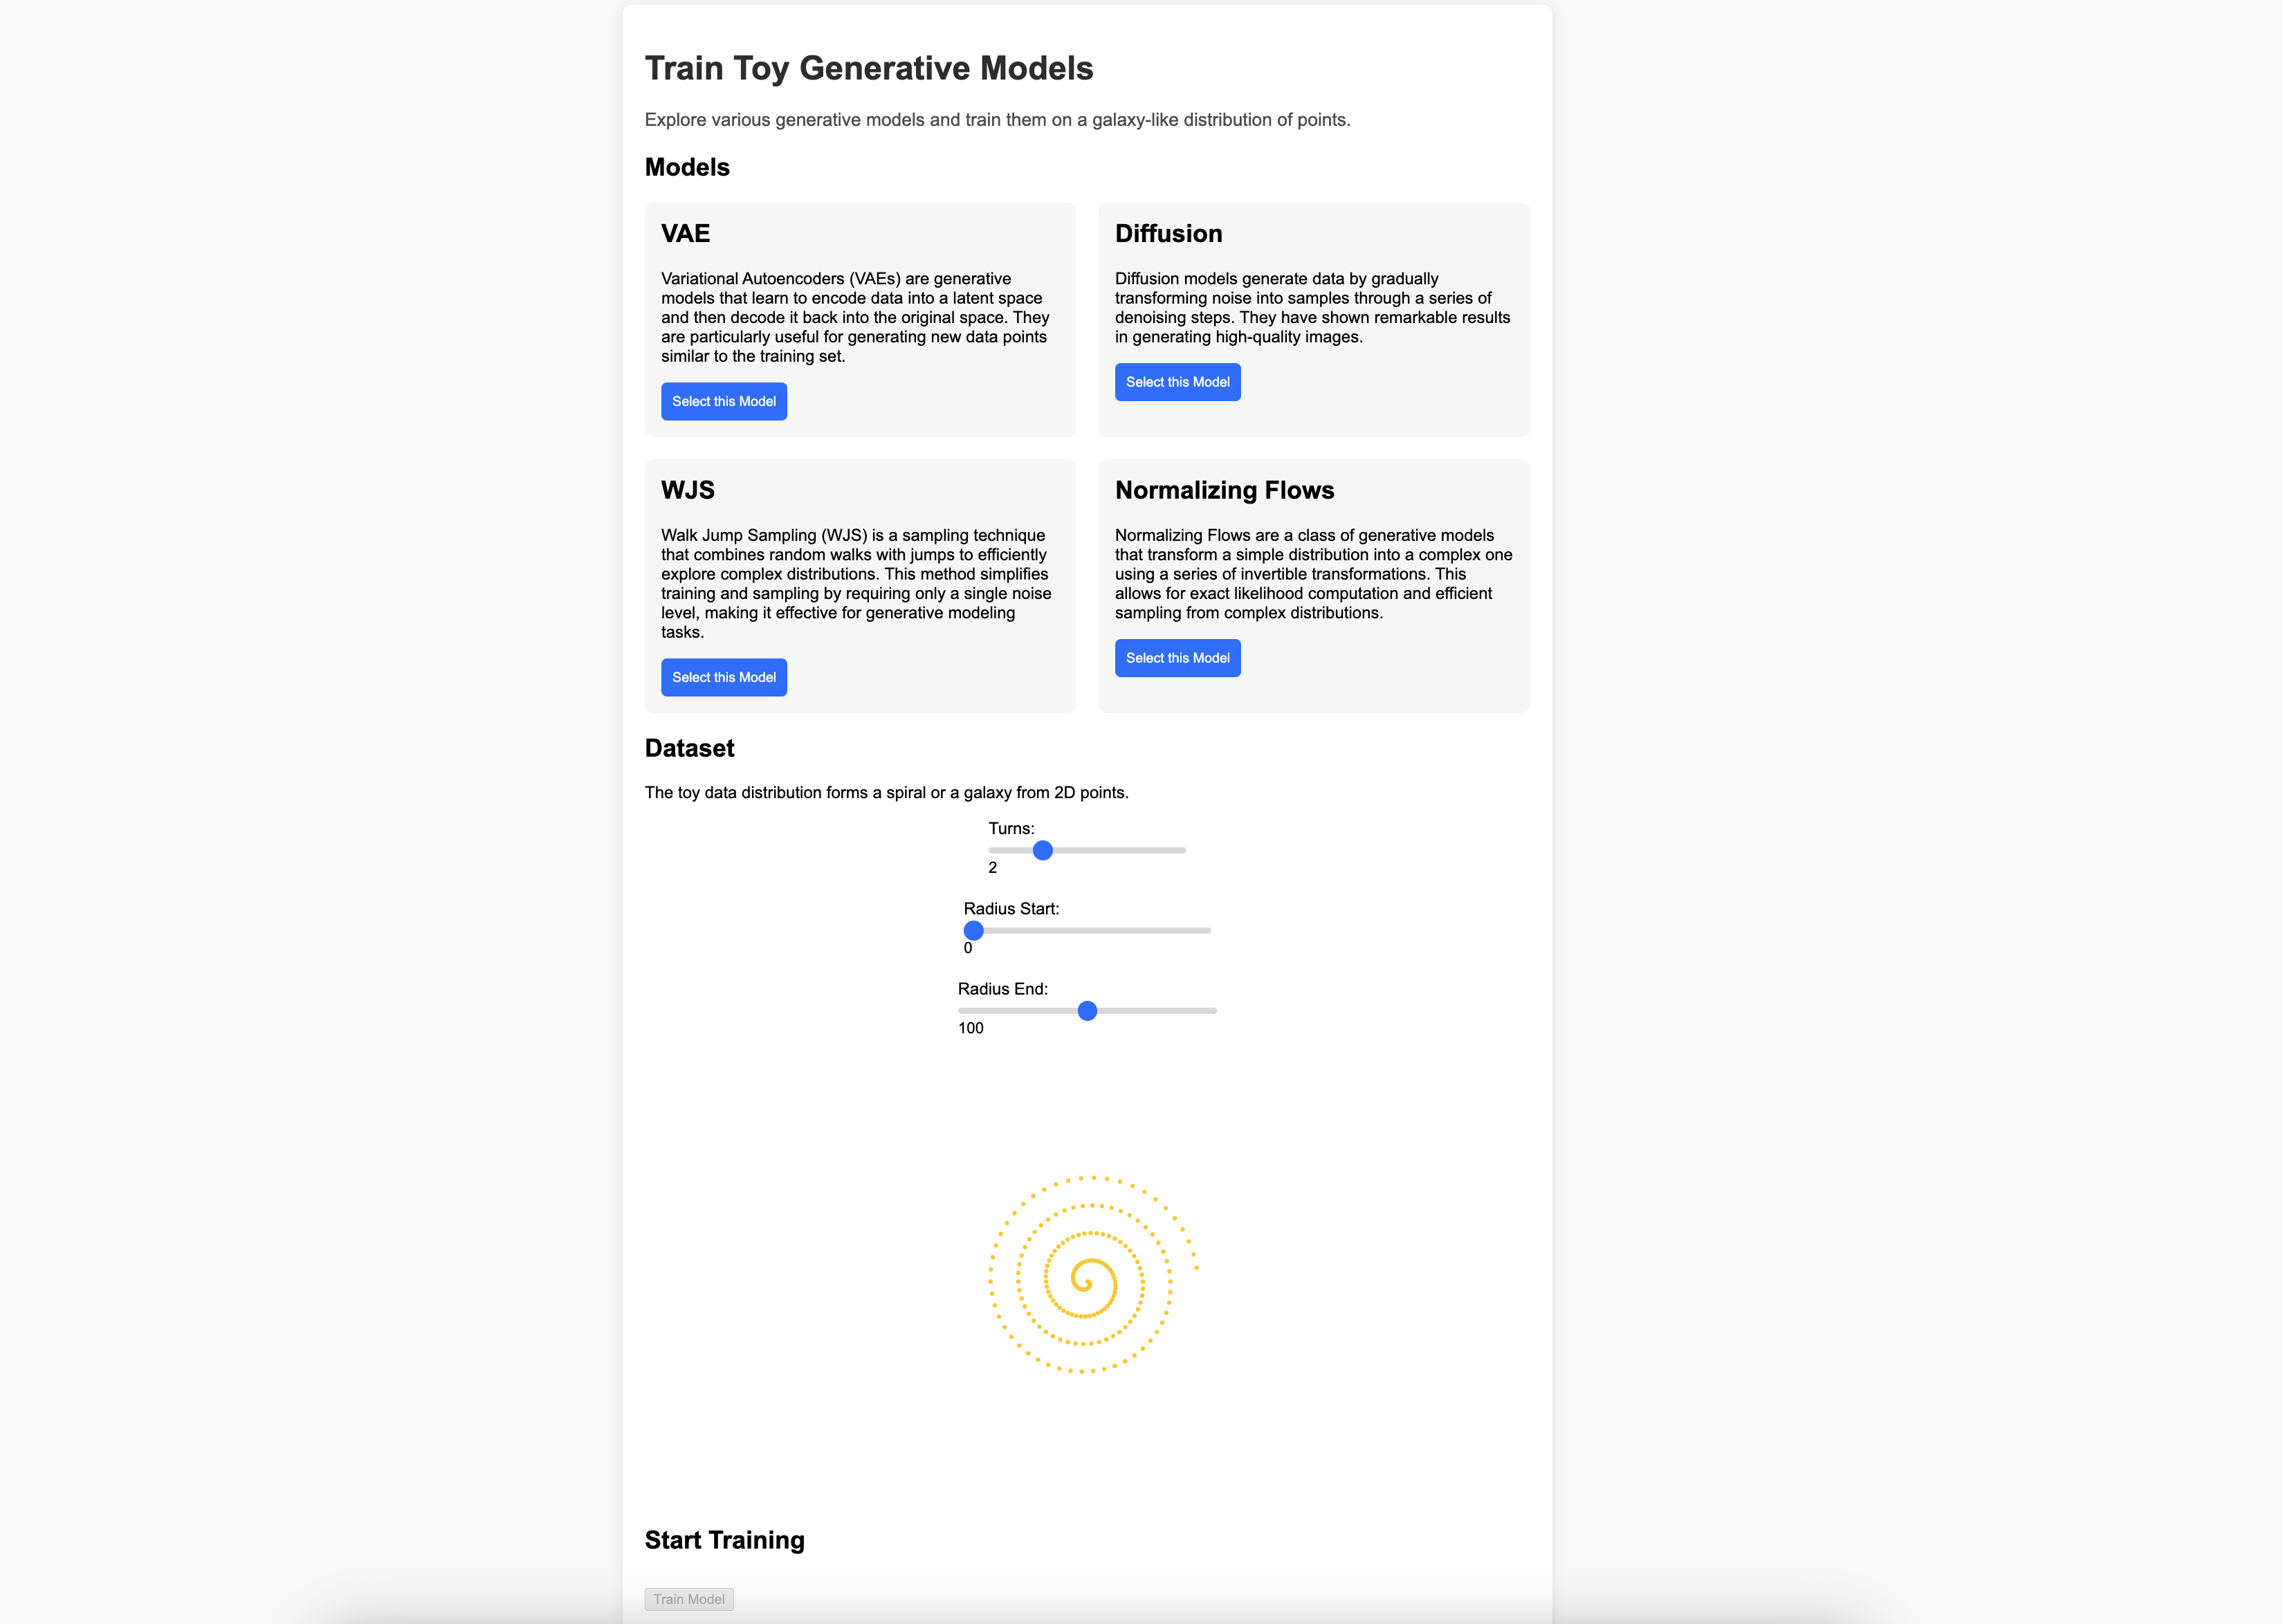 Train Toy Generative Models
Explore various generative models and train them on a galaxy-like distribution of points.
Models
VAE
Variational Autoencoders (VAEs) are generative
models that learn to encode data into a latent space
and then decode it back into the original space. They
are particularly useful for generating new data points
similar to the training set.
Select this Model
Diffusion
Diffusion models generate data by gradually
transforming noise into samples through a series of
denoising steps. They have shown remarkable results
in generating high-quality images.
Select this Model
WJS
Walk Jump Sampling (WJS) is a sampling technique
that combines random walks with jumps to efficiently
explore complex distributions. This method simplifies
training and sampling by requiring only a single noise
level, making it effective for generative modeling
tasks.
Select this Model
Normalizing Flows
Normalizing Flows are a class of generative models
that transform a simple distribution into a complex one
using a series of invertible transformations. This
allows for exact likelihood computation and efficient
sampling from complex distributions.
Select this Model
Dataset
The toy data distribution forms a spiral or a galaxy from 2D points.
Turns:
2
Radius Start:
0
Radius End:
100
Start Training
Train Model